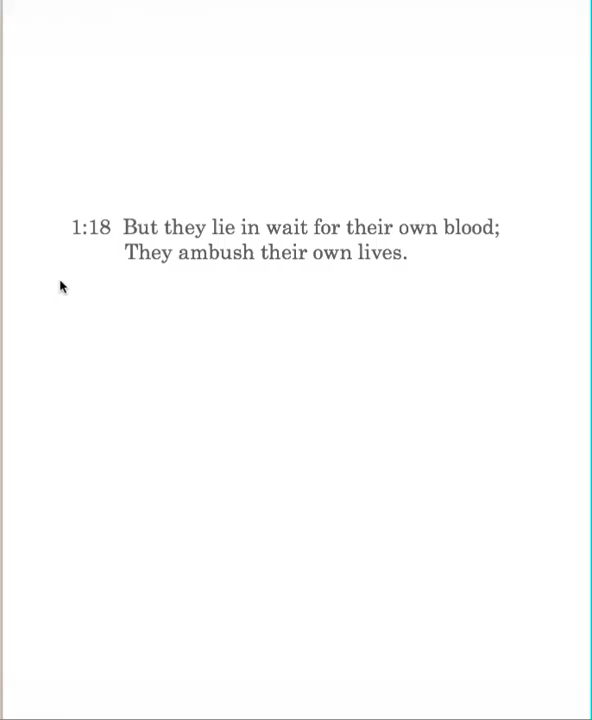 1:18 But they lie in wait for their own blood;
They ambush their own lives.